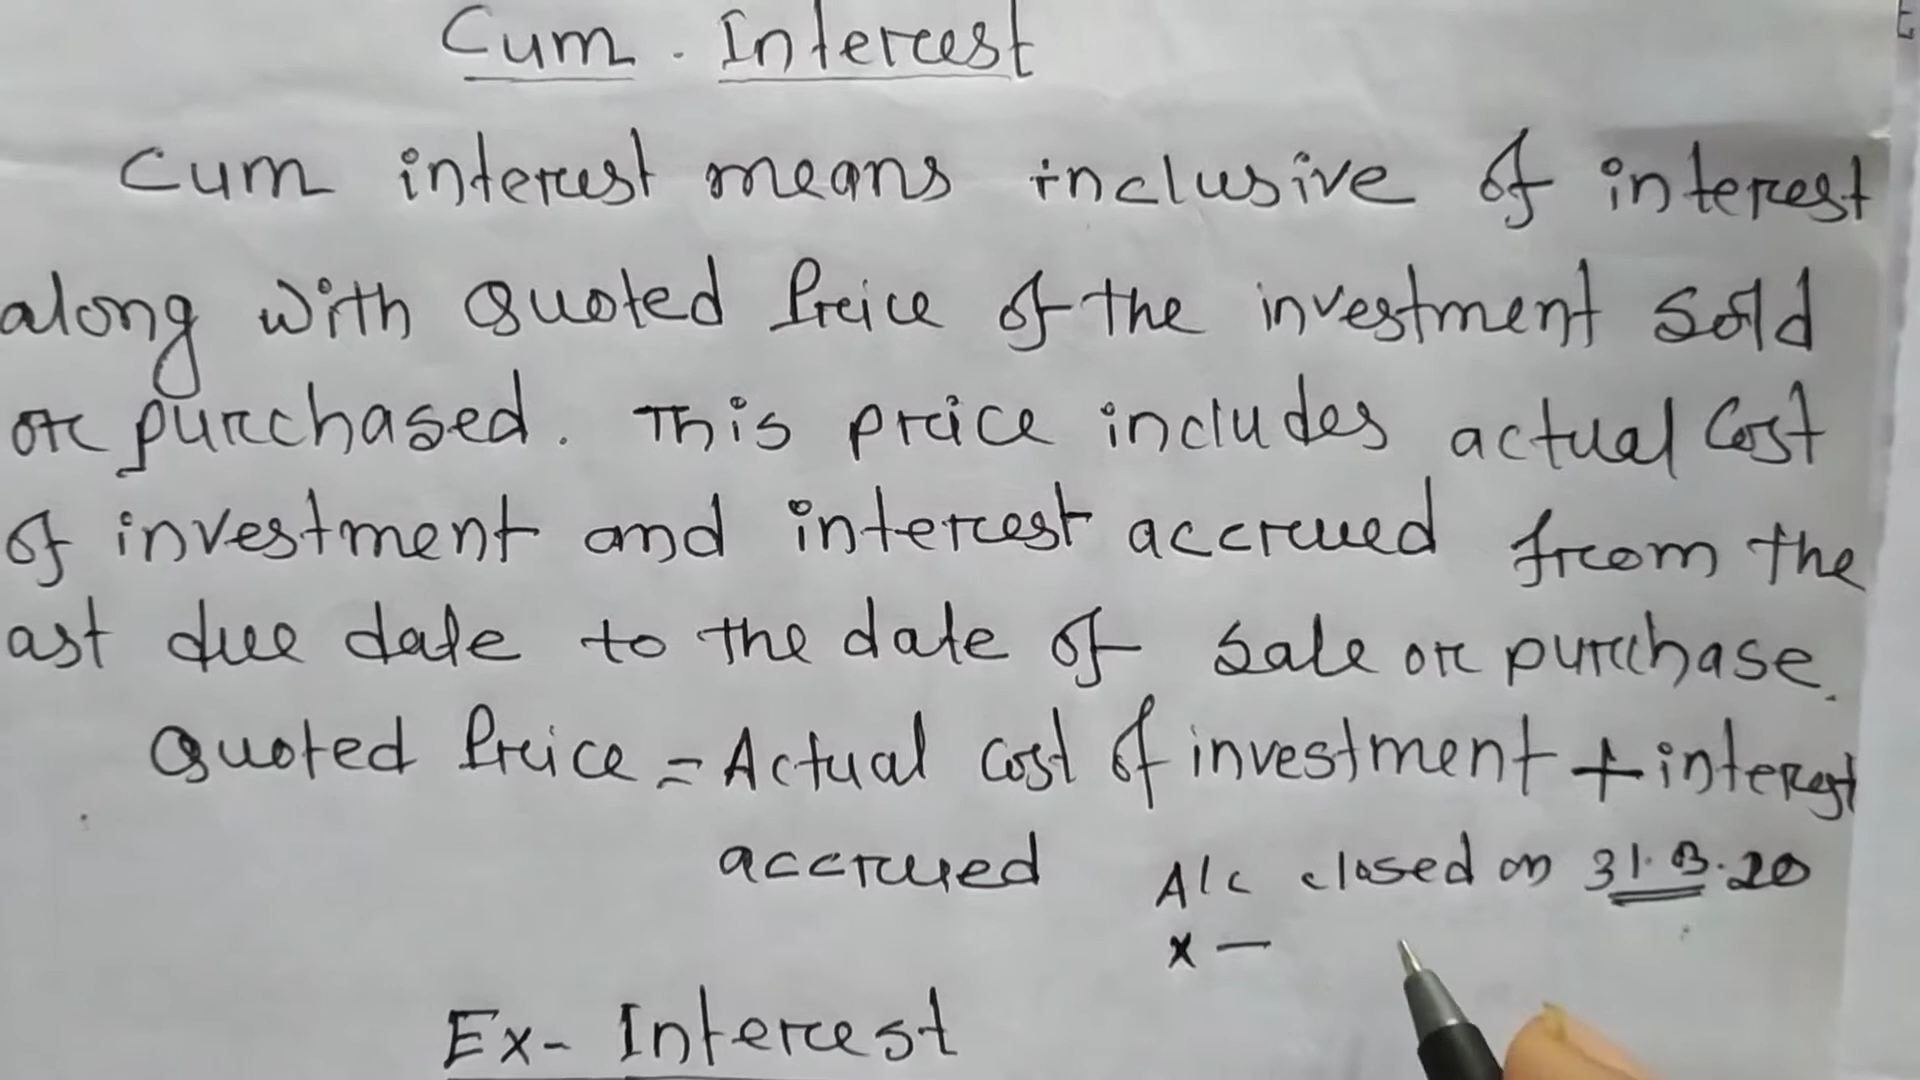 Cum - Interest
Cum interest means inclusive of interest
along with Quoted Price of the investment sold
or purchased. This price includes actual Cost
of investment and interest accrued from the
ast due date to the date of sale or purchase.
Quoted Price = Actual cost of investment + interest
accrued
A/c closed on 31.3.20
x —
Ex- Interest